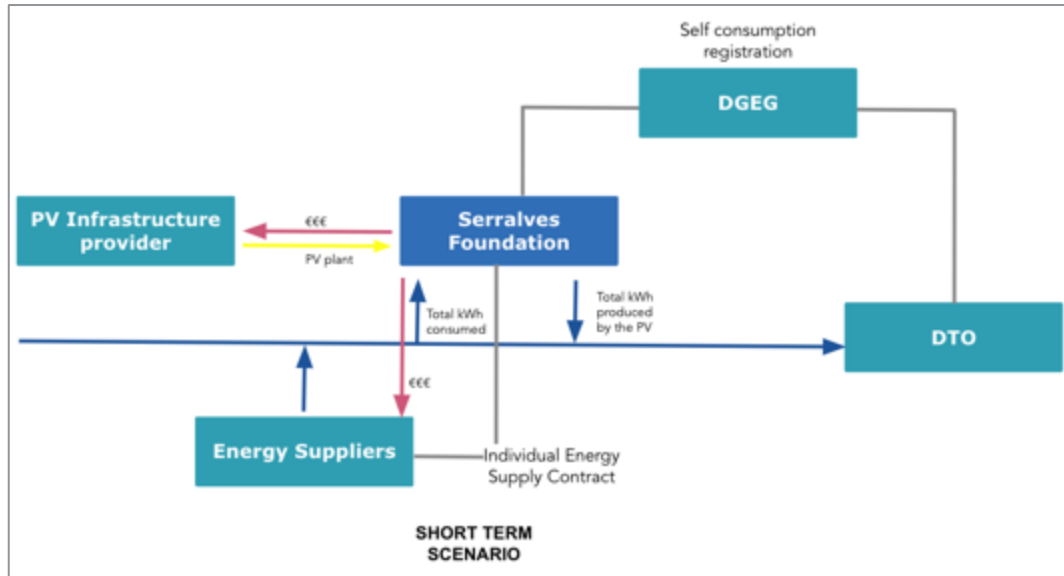 Self consumption
registration
DGEG
PV Infrastructure
provider
€€€
PV plant
Serralves
Foundation
Total kWh
consumed
Total kWh
produced
by the PV
DTO
€€€
Energy Suppliers
Individual Energy
Supply Contract
SHORT TERM
SCENARIO